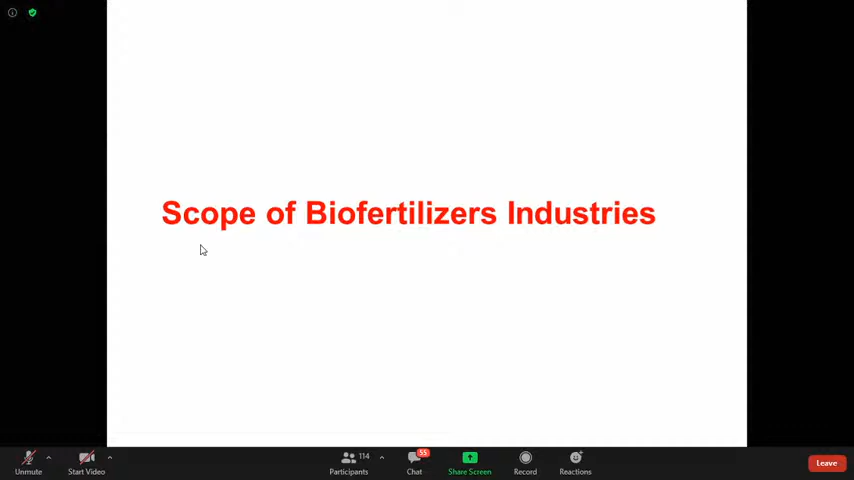 Scope of Biofertilizers Industries
Unmute
Start Video
114
Participants
55
Chat
Share Screen
Record
Reactions
Leave